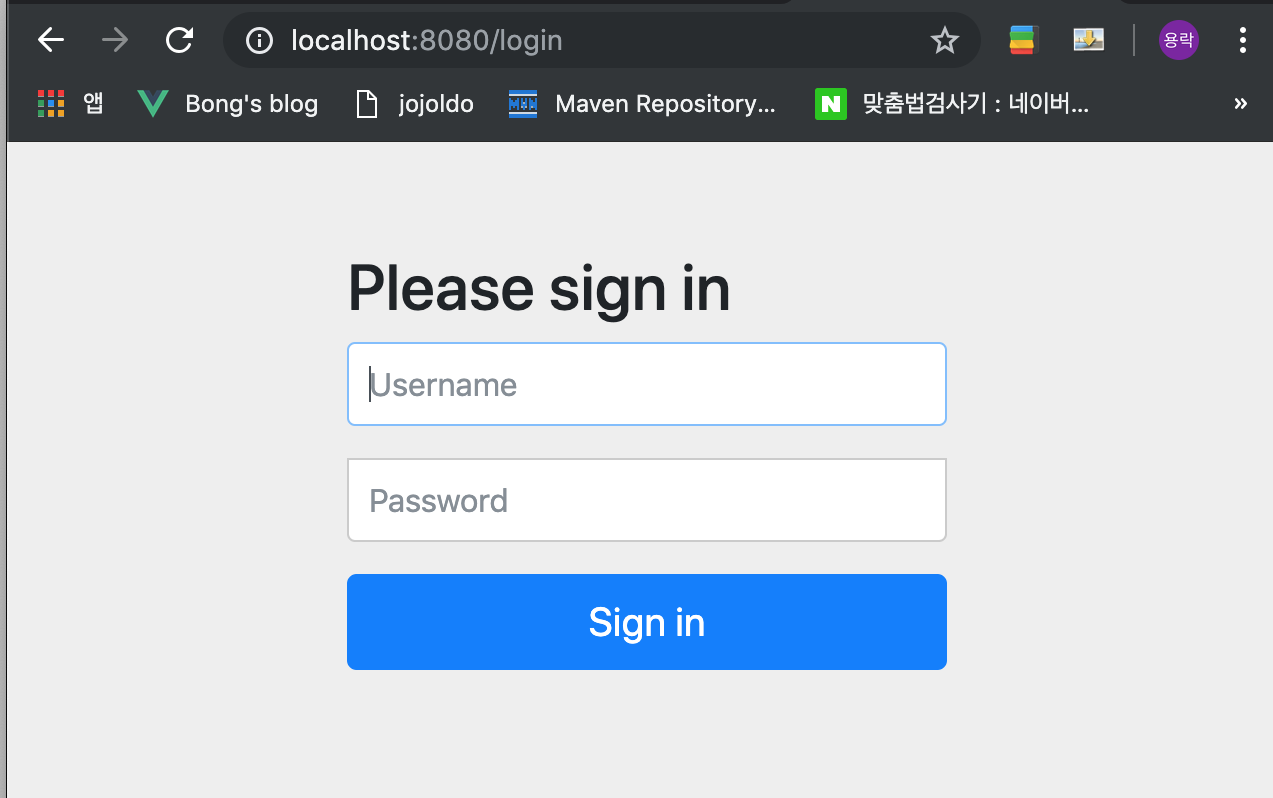 localhost:8080/login
용락
앱 Bong's blog jojoldo MVN Maven Repository... N 맞춤법검사기 : 네이버... »
Please sign in
Username
Password
Sign in